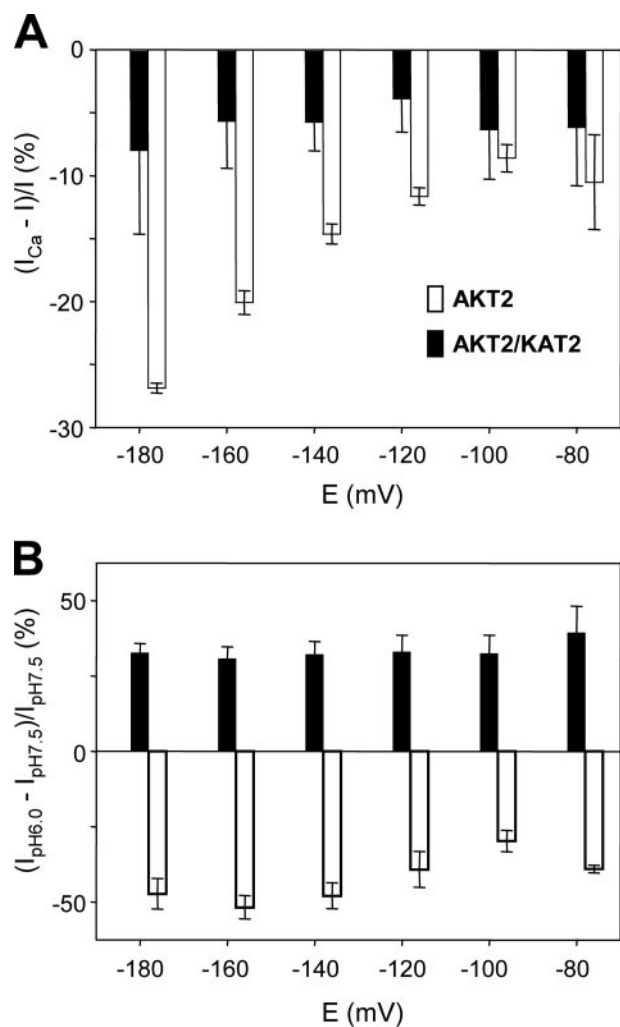 A
0
-10
-20
-30
(I_Ca - I)/I (%)
AKT2
AKT2/KAT2
-180 -160 -140 -120 -100 -80
E (mV)
B
50
0
-50
(I_pH6.0 - I_pH7.5)/I_pH7.5 (%)
-180 -160 -140 -120 -100 -80
E (mV)